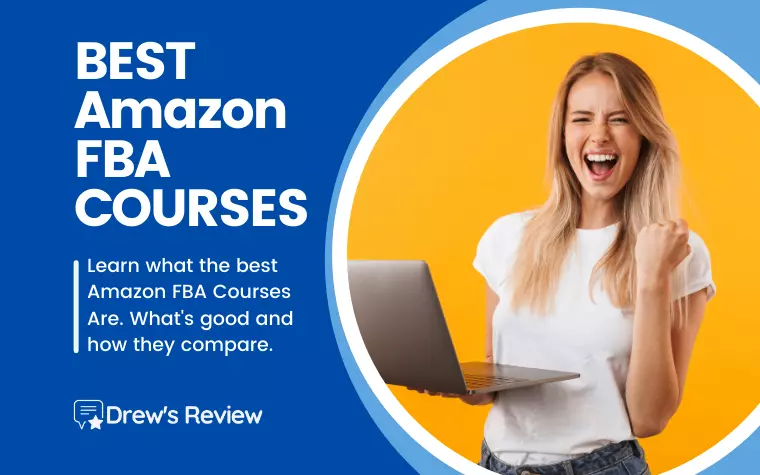 BEST
Amazon
FBA
COURSES
Learn what the best
Amazon FBA Courses
Are. What's good and
how they compare.
Drew's Review